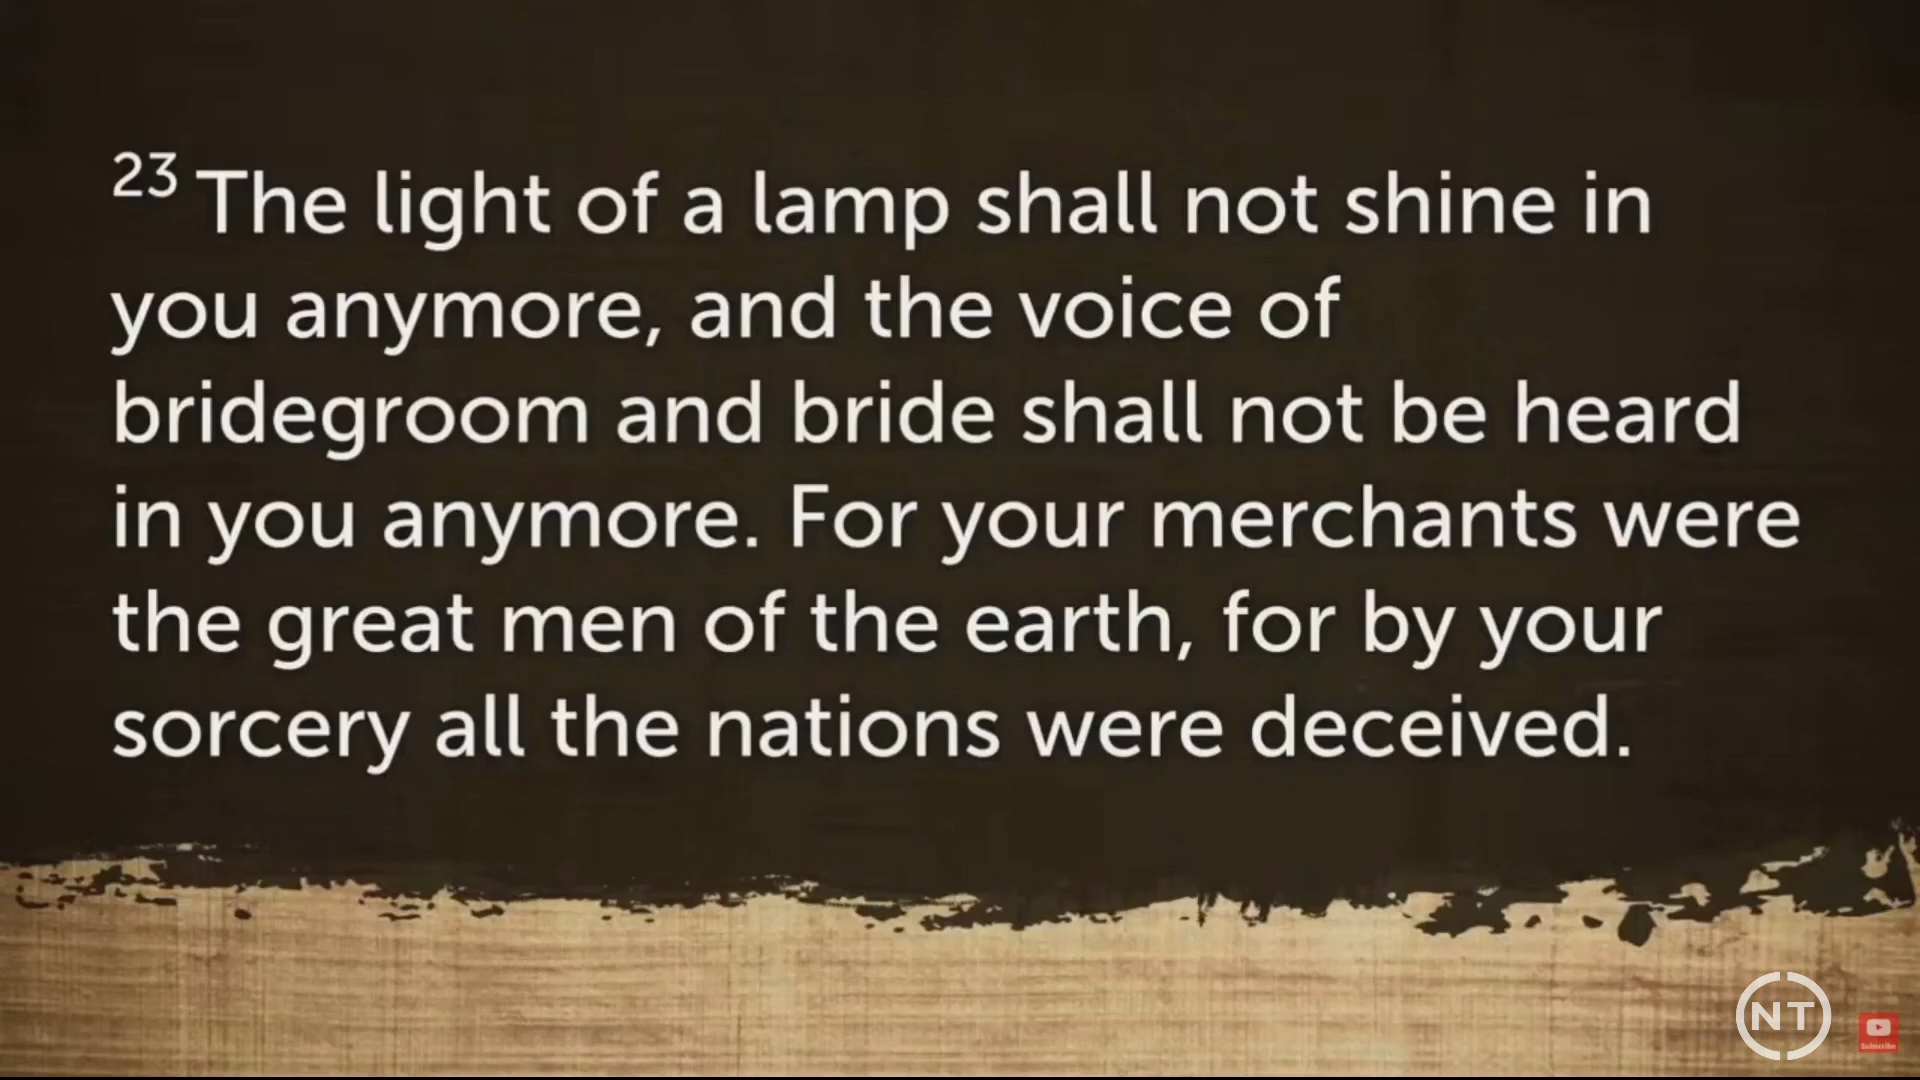 23 The light of a lamp shall not shine in
you anymore, and the voice of
bridegroom and bride shall not be heard
in you anymore. For your merchants were
the great men of the earth, for by your
sorcery all the nations were deceived.
NT
Subscribe